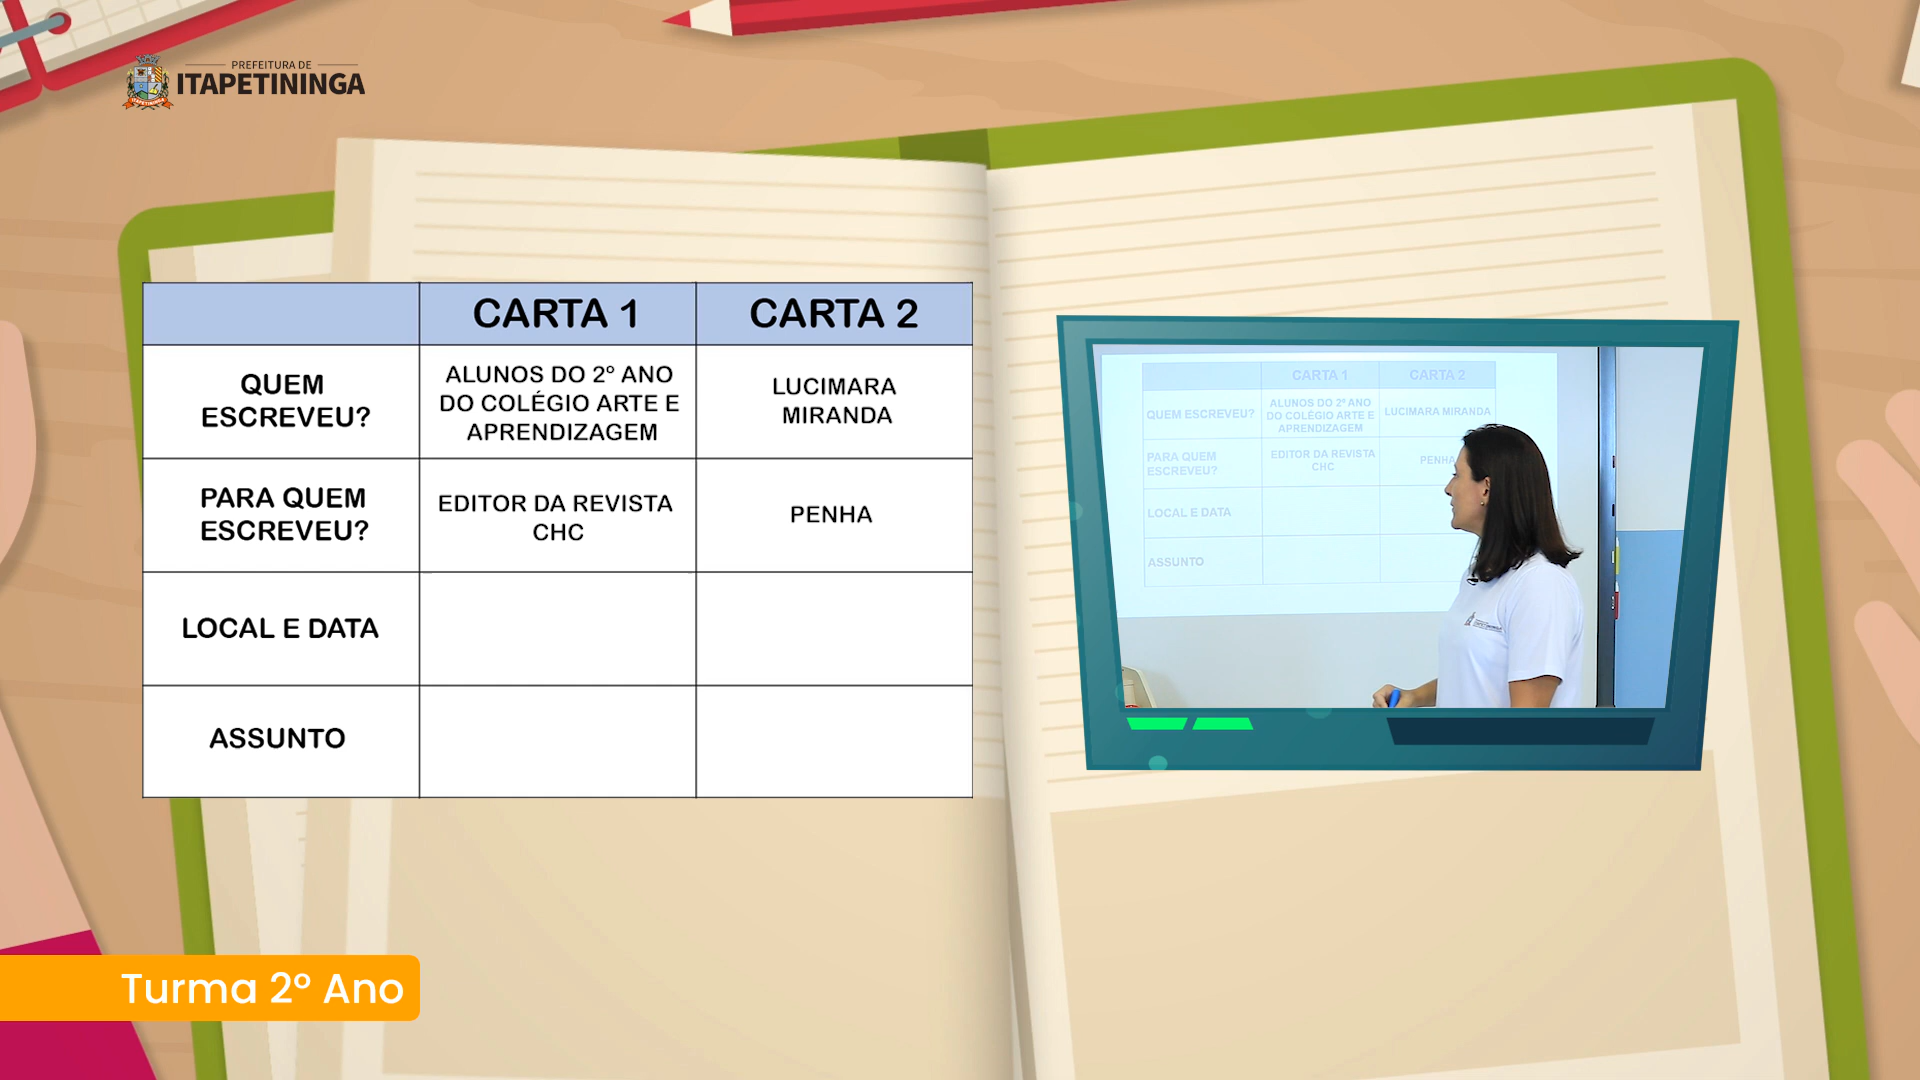 PREFEITURA DE
ITAPETININGA
CARTA 1
CARTA 2
QUEM
ESCREVEU?
ALUNOS DO 2º ANO
DO COLÉGIO ARTE E
APRENDIZAGEM
LUCIMARA
MIRANDA
PARA QUEM
ESCREVEU?
EDITOR DA REVISTA
CHC
PENHA
LOCAL E DATA
ASSUNTO
CARTA 1
CARTA 2
QUEM ESCREVEU?
ALUNOS DO 2º ANO
DO COLÉGIO ARTE E
APRENDIZAGEM
LUCIMARA MIRANDA
PARA QUEM
ESCREVEU?
EDITOR DA REVISTA
CHC
PENHA
LOCAL E DATA
ASSUNTO
Turma 2º Ano